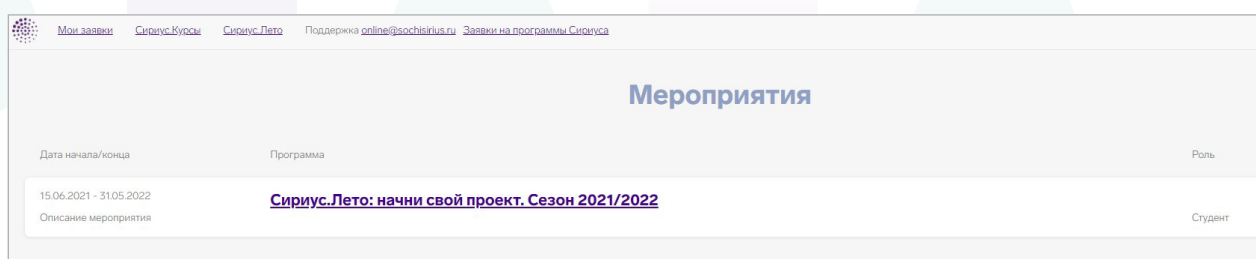 Мои заявки Сириус.Курсы Сириус.Лето Поддержка online@sochisirius.ru Заявки на программы Сириуса
Мероприятия
Дата начала/конца Программа Роль
15.06.2021 - 31.05.2022 Сириус.Лето: начни свой проект. Сезон 2021/2022
Описание мероприятия Студент